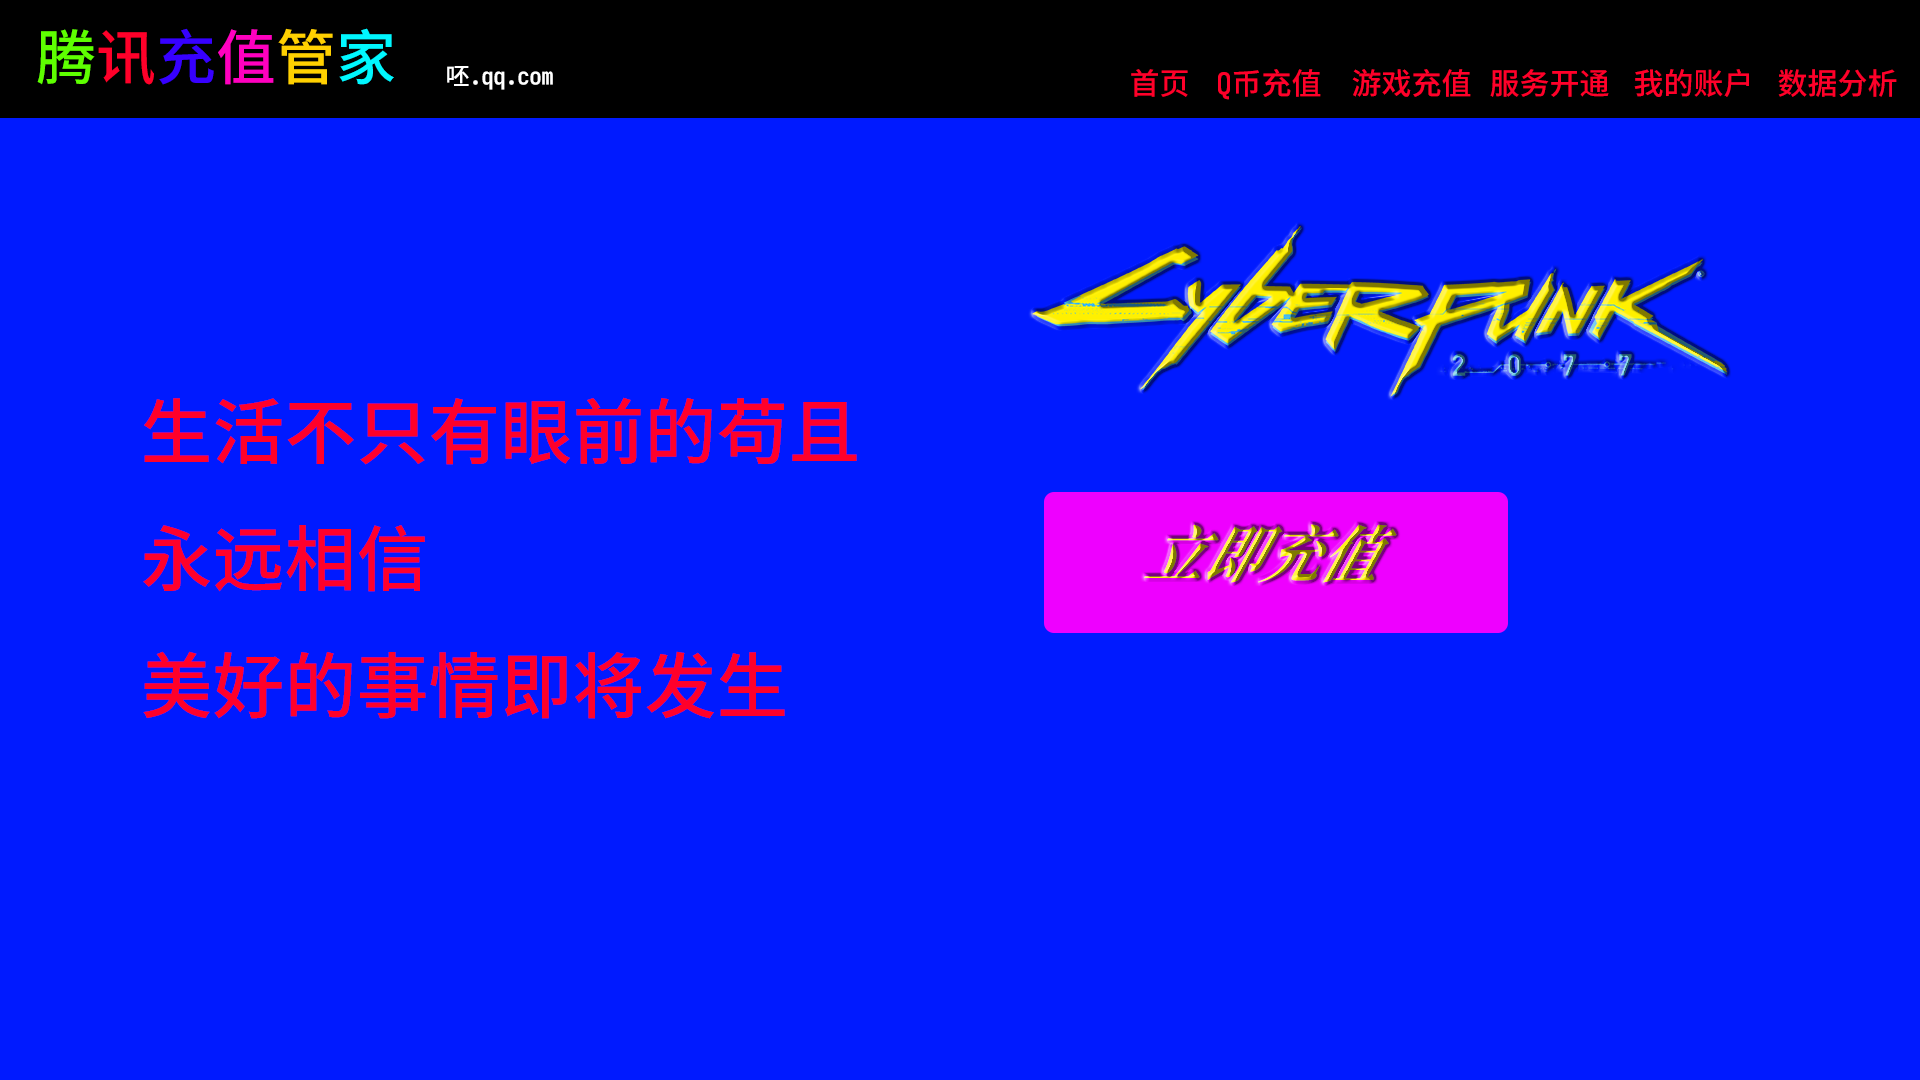 腾讯充值管家
呸.qq.com
首页 Q币充值 游戏充值 服务开通 我的账户 数据分析
CYBERPUNK
2077
生活不只有眼前的苟且
永远相信
美好的事情即将发生
立即充值